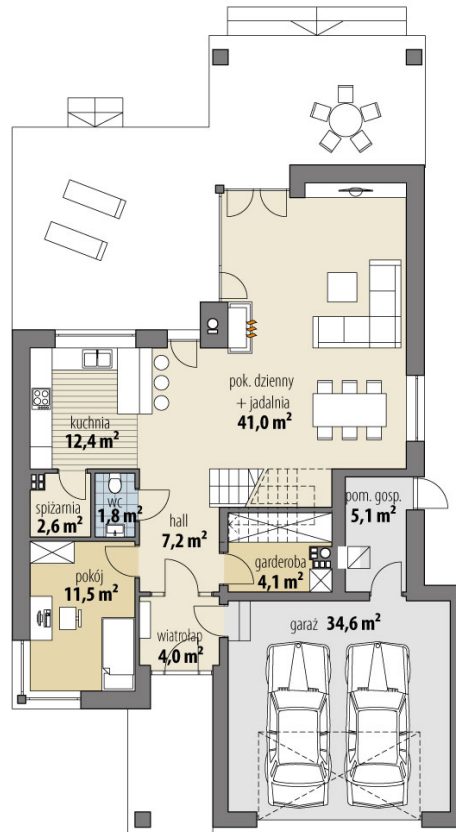 pok. dzienny
+ jadalnia
41,0 m²
kuchnia
12,4 m²
spiżarnia
2,6 m²
wc
1,8 m²
hall
7,2 m²
pom. gosp.
5,1 m²
garderoba
4,1 m²
pokój
11,5 m²
wiatrołap
4,0 m²
garaż 34,6 m²